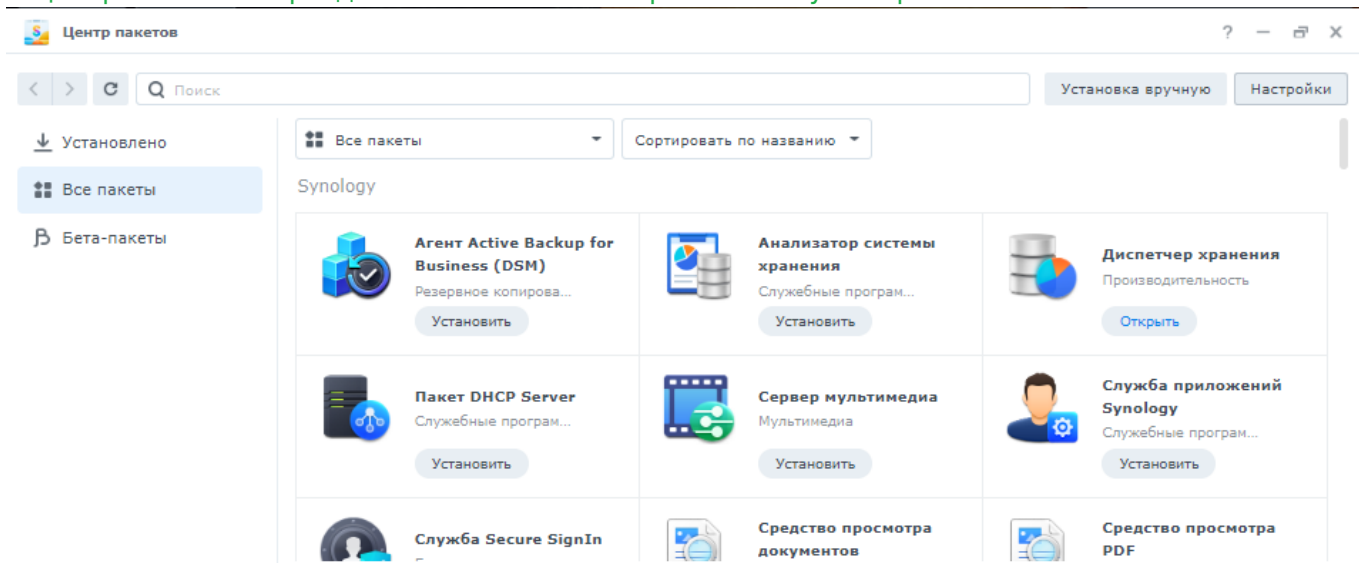 Центр пакетов
Поиск
Установка вручную
Настройки
Установлено
Все пакеты
Бета-пакеты
Все пакеты
Сортировать по названию
Synology
Агент Active Backup for
Business (DSM)
Резервное копирова...
Установить
Анализатор системы
хранения
Служебные програм...
Установить
Диспетчер хранения
Производительность
Открыть
Пакет DHCP Server
Служебные програм...
Установить
Сервер мультимедиа
Мультимедиа
Установить
Служба приложений
Synology
Служебные програм...
Установить
Служба Secure SignIn
Средство просмотра
документов
Средство просмотра
PDF